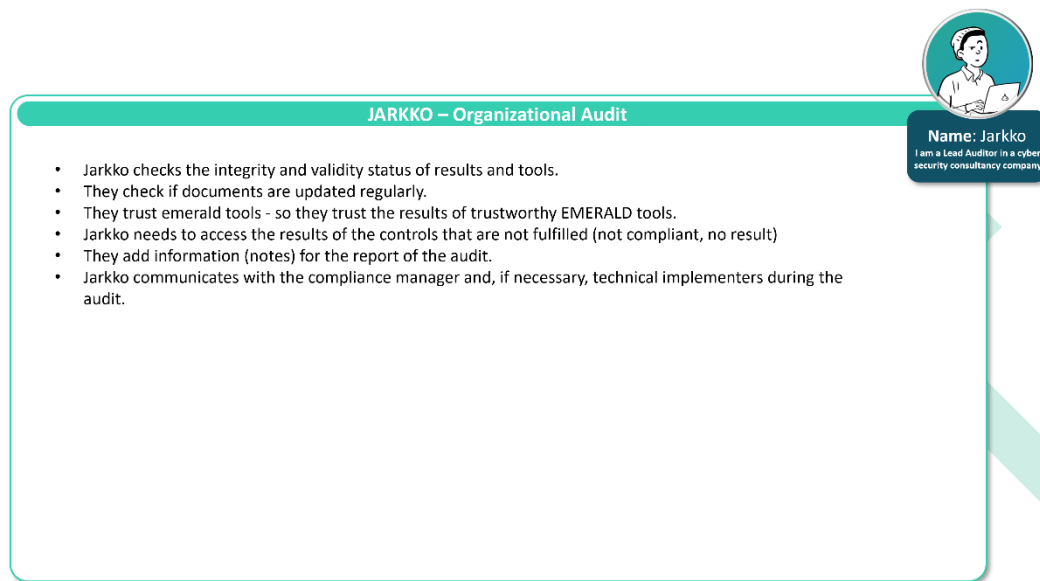 JARKKO – Organizational Audit
Name: Jarkko
I am a Lead Auditor in a cyber
security consultancy company
• Jarkko checks the integrity and validity status of results and tools.
• They check if documents are updated regularly.
• They trust emerald tools - so they trust the results of trustworthy EMERALD tools.
• Jarkko needs to access the results of the controls that are not fulfilled (not compliant, no result)
• They add information (notes) for the report of the audit.
• Jarkko communicates with the compliance manager and, if necessary, technical implementers during the
audit.